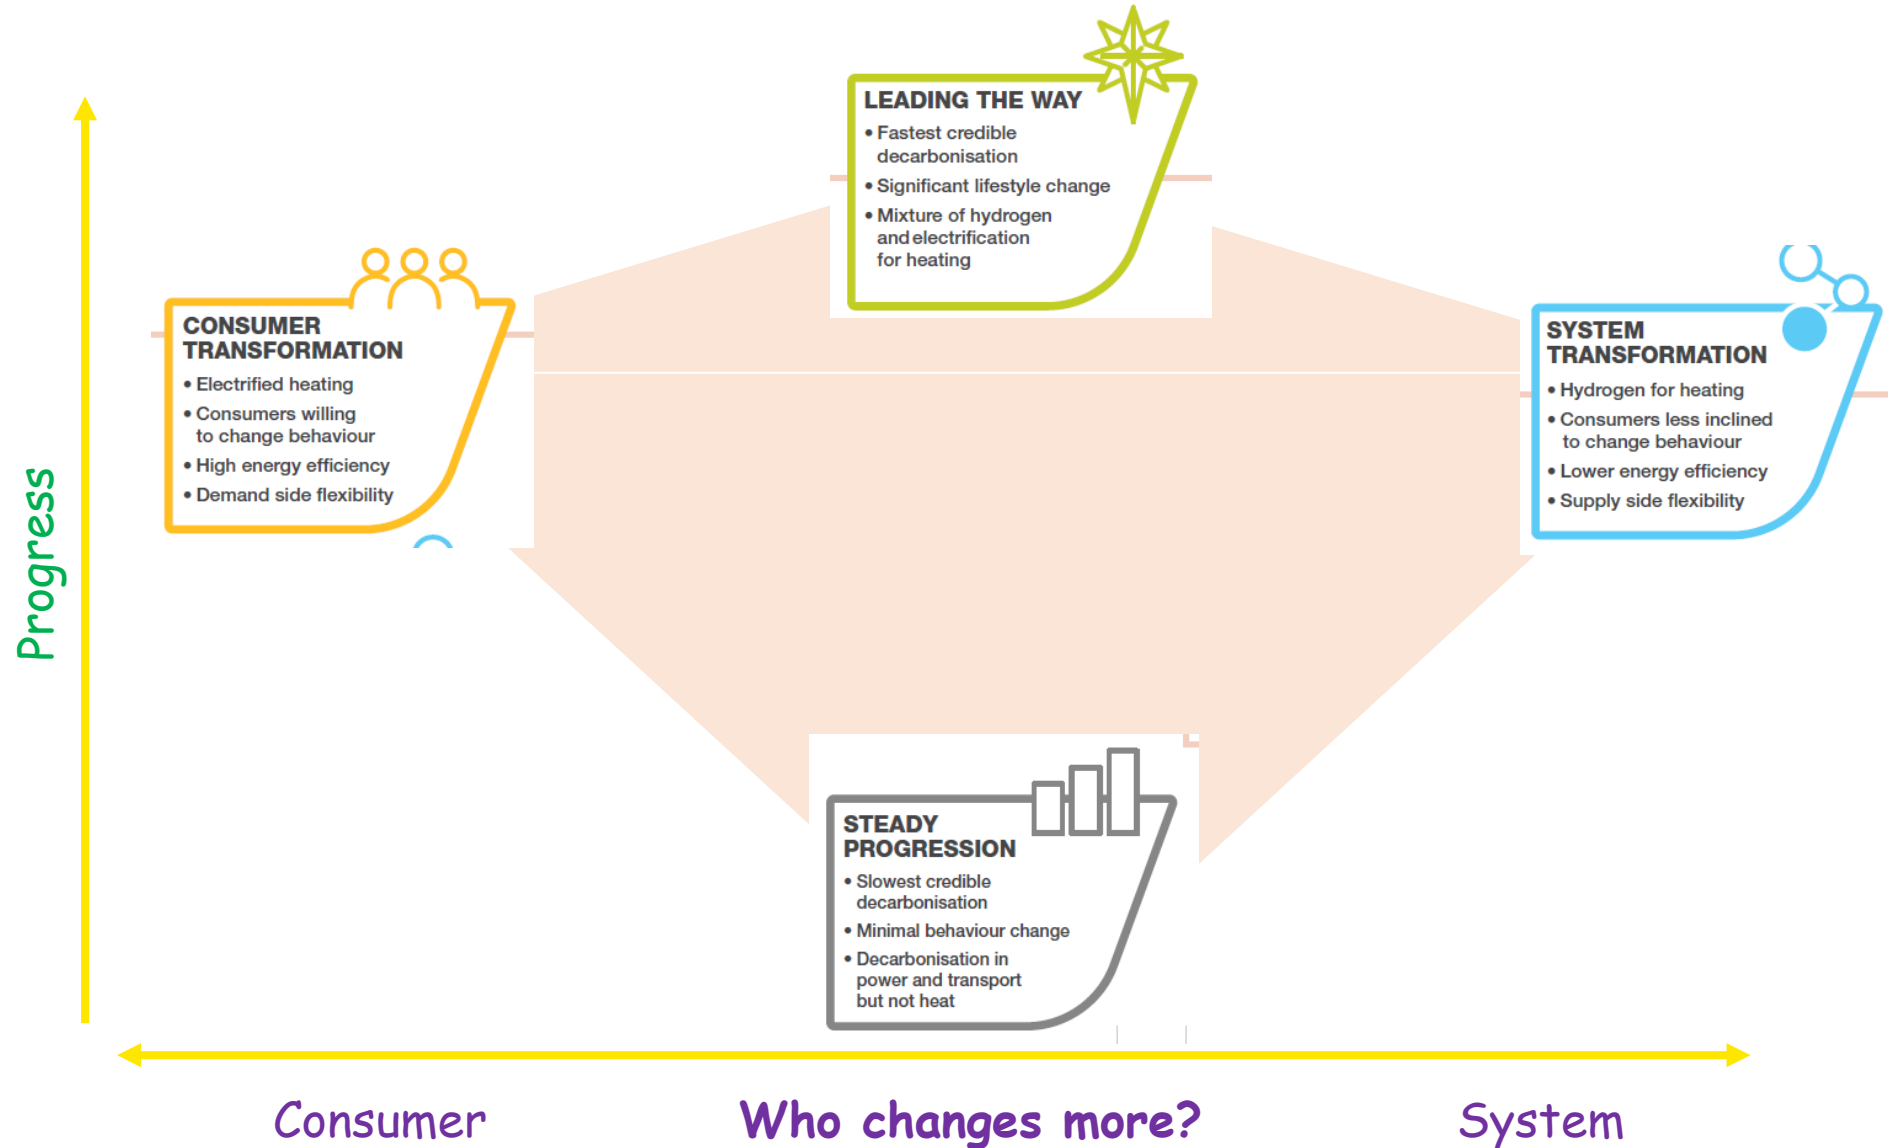 LEADING THE WAY
• Fastest credible
decarbonisation
• Significant lifestyle change
• Mixture of hydrogen
and electrification
for heating
CONSUMER
TRANSFORMATION
• Electrified heating
• Consumers willing
to change behaviour
• High energy efficiency
• Demand side flexibility
SYSTEM
TRANSFORMATION
• Hydrogen for heating
• Consumers less inclined
to change behaviour
• Lower energy efficiency
• Supply side flexibility
Progress
STEADY
PROGRESSION
• Slowest credible
decarbonisation
• Minimal behaviour change
• Decarbonisation in
power and transport
but not heat
Consumer
Who changes more?
System